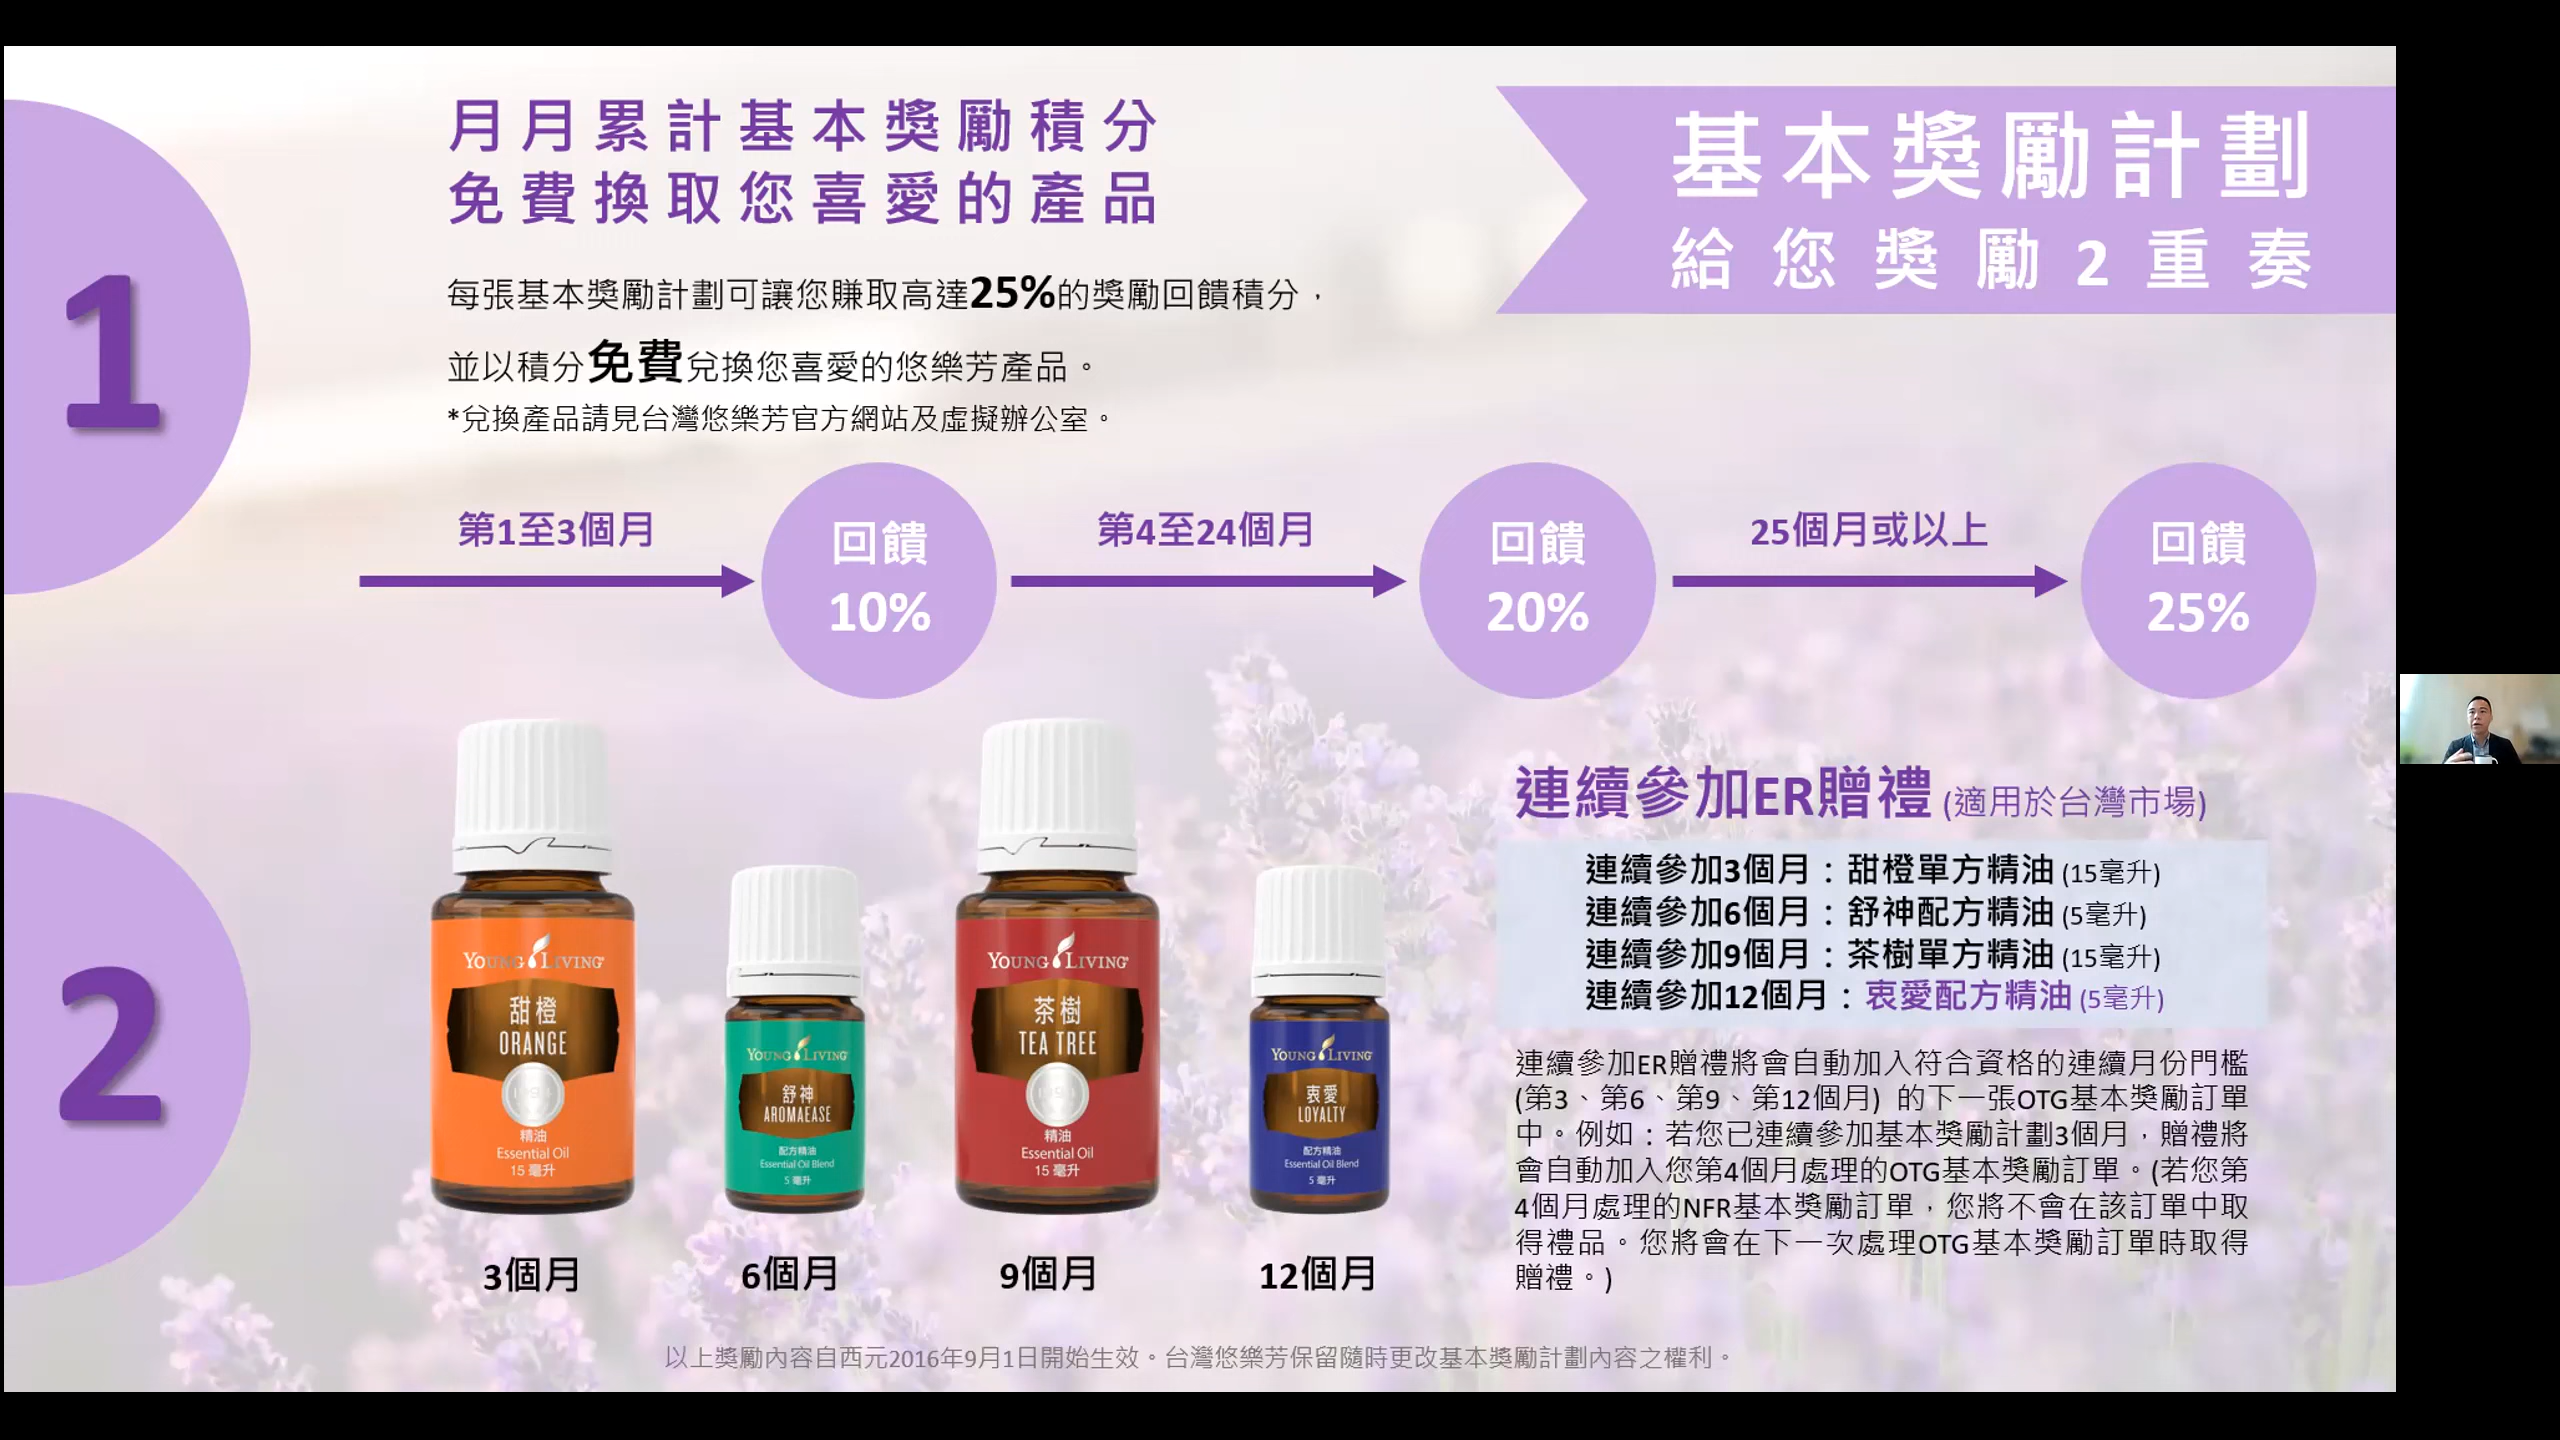 基本獎勵計劃
給您獎勵2重奏
1
月月累計基本獎勵積分
免費換取您喜愛的產品
每張基本獎勵計劃可讓您賺取高達25%的獎勵回饋積分，
並以積分免費兌換您喜愛的悠樂芳產品。
*兌換產品請見台灣悠樂芳官方網站及虛擬辦公室。
第1至3個月
回饋
10%
第4至24個月
回饋
20%
25個月或以上
回饋
25%
2
YOUNG LIVING
甜橙
ORANGE
精油
Essential Oil
15 毫升
3個月
YOUNG LIVING
舒神
AROMAEASE
配方精油
Essential Oil Blend
5 毫升
6個月
YOUNG LIVING
茶樹
TEA TREE
精油
Essential Oil
15 毫升
9個月
YOUNG LIVING
衷愛
LOYALTY
配方精油
Essential Oil Blend
5 毫升
12個月
連續參加ER贈禮 (適用於台灣市場)
連續參加3個月：甜橙單方精油 (15毫升)
連續參加6個月：舒神配方精油 (5毫升)
連續參加9個月：茶樹單方精油 (15毫升)
連續參加12個月：衷愛配方精油 (5毫升)
連續參加ER贈禮將會自動加入符合資格的連續月份門檻
(第3、第6、第9、第12個月) 的下一張OTG基本獎勵訂單
中。例如：若您已連續參加基本獎勵計劃3個月，贈禮將
會自動加入您第4個月處理的OTG基本獎勵訂單。(若您第
4個月處理的NFR基本獎勵訂單，您將不會在該訂單中取
得禮品。您將會在下一次處理OTG基本獎勵訂單時取得
贈禮。)
以上獎勵內容自西元2016年9月1日開始生效。台灣悠樂芳保留隨時更改基本獎勵計劃內容之權利。